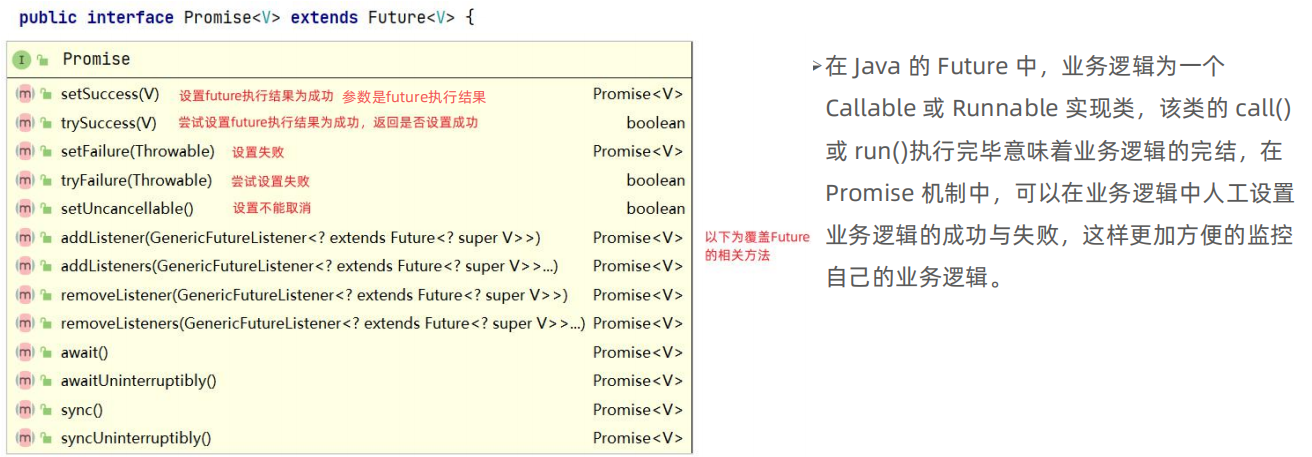 public interface Promise<V> extends Future<V> {
I Promise
m setSuccess(V) 设置future执行结果为成功 参数是future执行结果 Promise<V>
m trySuccess(V) 尝试设置future执行结果为成功，返回是否设置成功 boolean
m setFailure(Throwable) 设置失败 Promise<V>
m tryFailure(Throwable) 尝试设置失败 boolean
m setUncancellable() 设置不能取消 boolean
m addListener(GenericFutureListener<? extends Future<? super V>>) Promise<V>
m addListeners(GenericFutureListener<? extends Future<? super V>>...) Promise<V>
m removeListener(GenericFutureListener<? extends Future<? super V>>) Promise<V>
m removeListeners(GenericFutureListener<? extends Future<? super V>>...) Promise<V>
m await() Promise<V>
m awaitUninterruptibly() Promise<V>
m sync() Promise<V>
m syncUninterruptibly() Promise<V>
以下为覆盖Future
的相关方法
在 Java 的 Future 中，业务逻辑为一个
Callable 或 Runnable 实现类，该类的 call()
或 run()执行完毕意味着业务逻辑的完结，在
Promise 机制中，可以在业务逻辑中人工设置
业务逻辑的成功与失败，这样更加方便的监控
自己的业务逻辑。